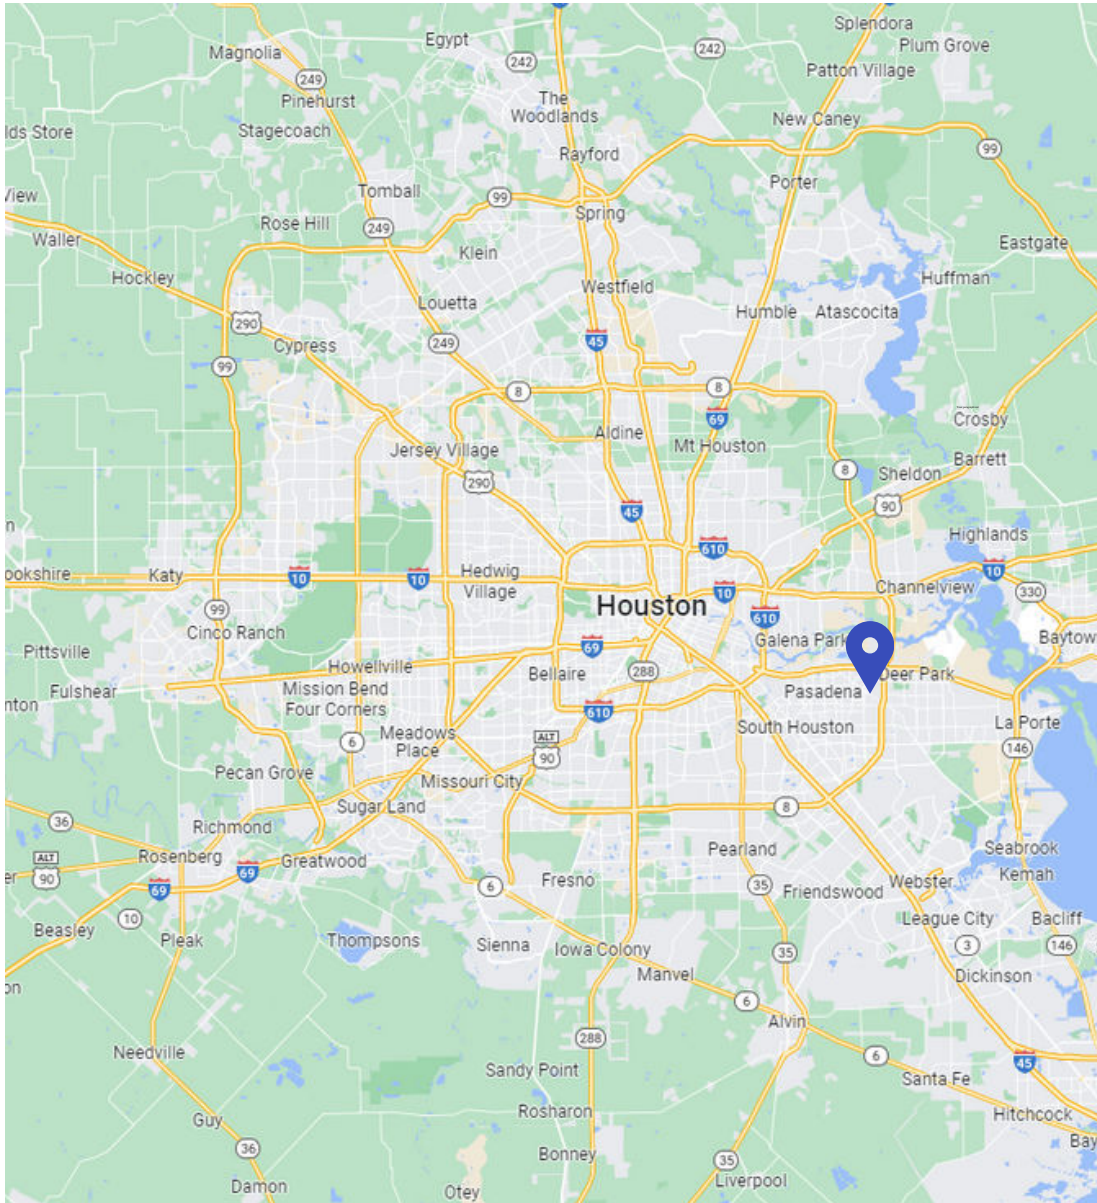 Splendora
Egypt
Plum Grove
Magnolia
242
242
249
Patton Village
Pinehurst
The
Woodlands
New Caney
Stagecoach
lds Store
Rayford
99
Tomball
99
Porter
Spring
Rose Hill
249
Waller
Klein
Eastgate
Hockley
Westfield
Huffman
Louetta
Humble
Atascocita
290
Cypress
249
45
99
8
8
69
Crosby
Aldine
Mt Houston
Jersey Village
Barrett
8
Sheldon
290
90
45
Highlands
610
10
ookshire
Katy
10
10
Hedwig
Village
10
Channelview
330
Houston
99
610
Cinco Ranch
Galena Park
Baytow
Pittsville
69
Howellville
Bellaire
288
Deer Park
Fulshear
Mission Bend
Four Corners
Pasadena
nton
610
South Houston
La Porte
Meadows
Place
6
ALT
90
146
Pecan Grove
Missouri City
Sugar Land
8
36
Richmond
Pearland
Seabrook
ALT
90
Rosenberg
Greatwood
Kemah
69
69
6
Fresno
35
Friendswood
Webster
10
League City
Bacliff
Beasley
Pleak
Thompsons
Sienna
Iowa Colony
35
3
146
Manvel
Dickinson
6
Alvin
288
6
Needville
45
Sandy Point
Santa Fe
Rosharon
Hitchcock
Guy
Bay
36
Bonney
35
Damon
Otey
Liverpool